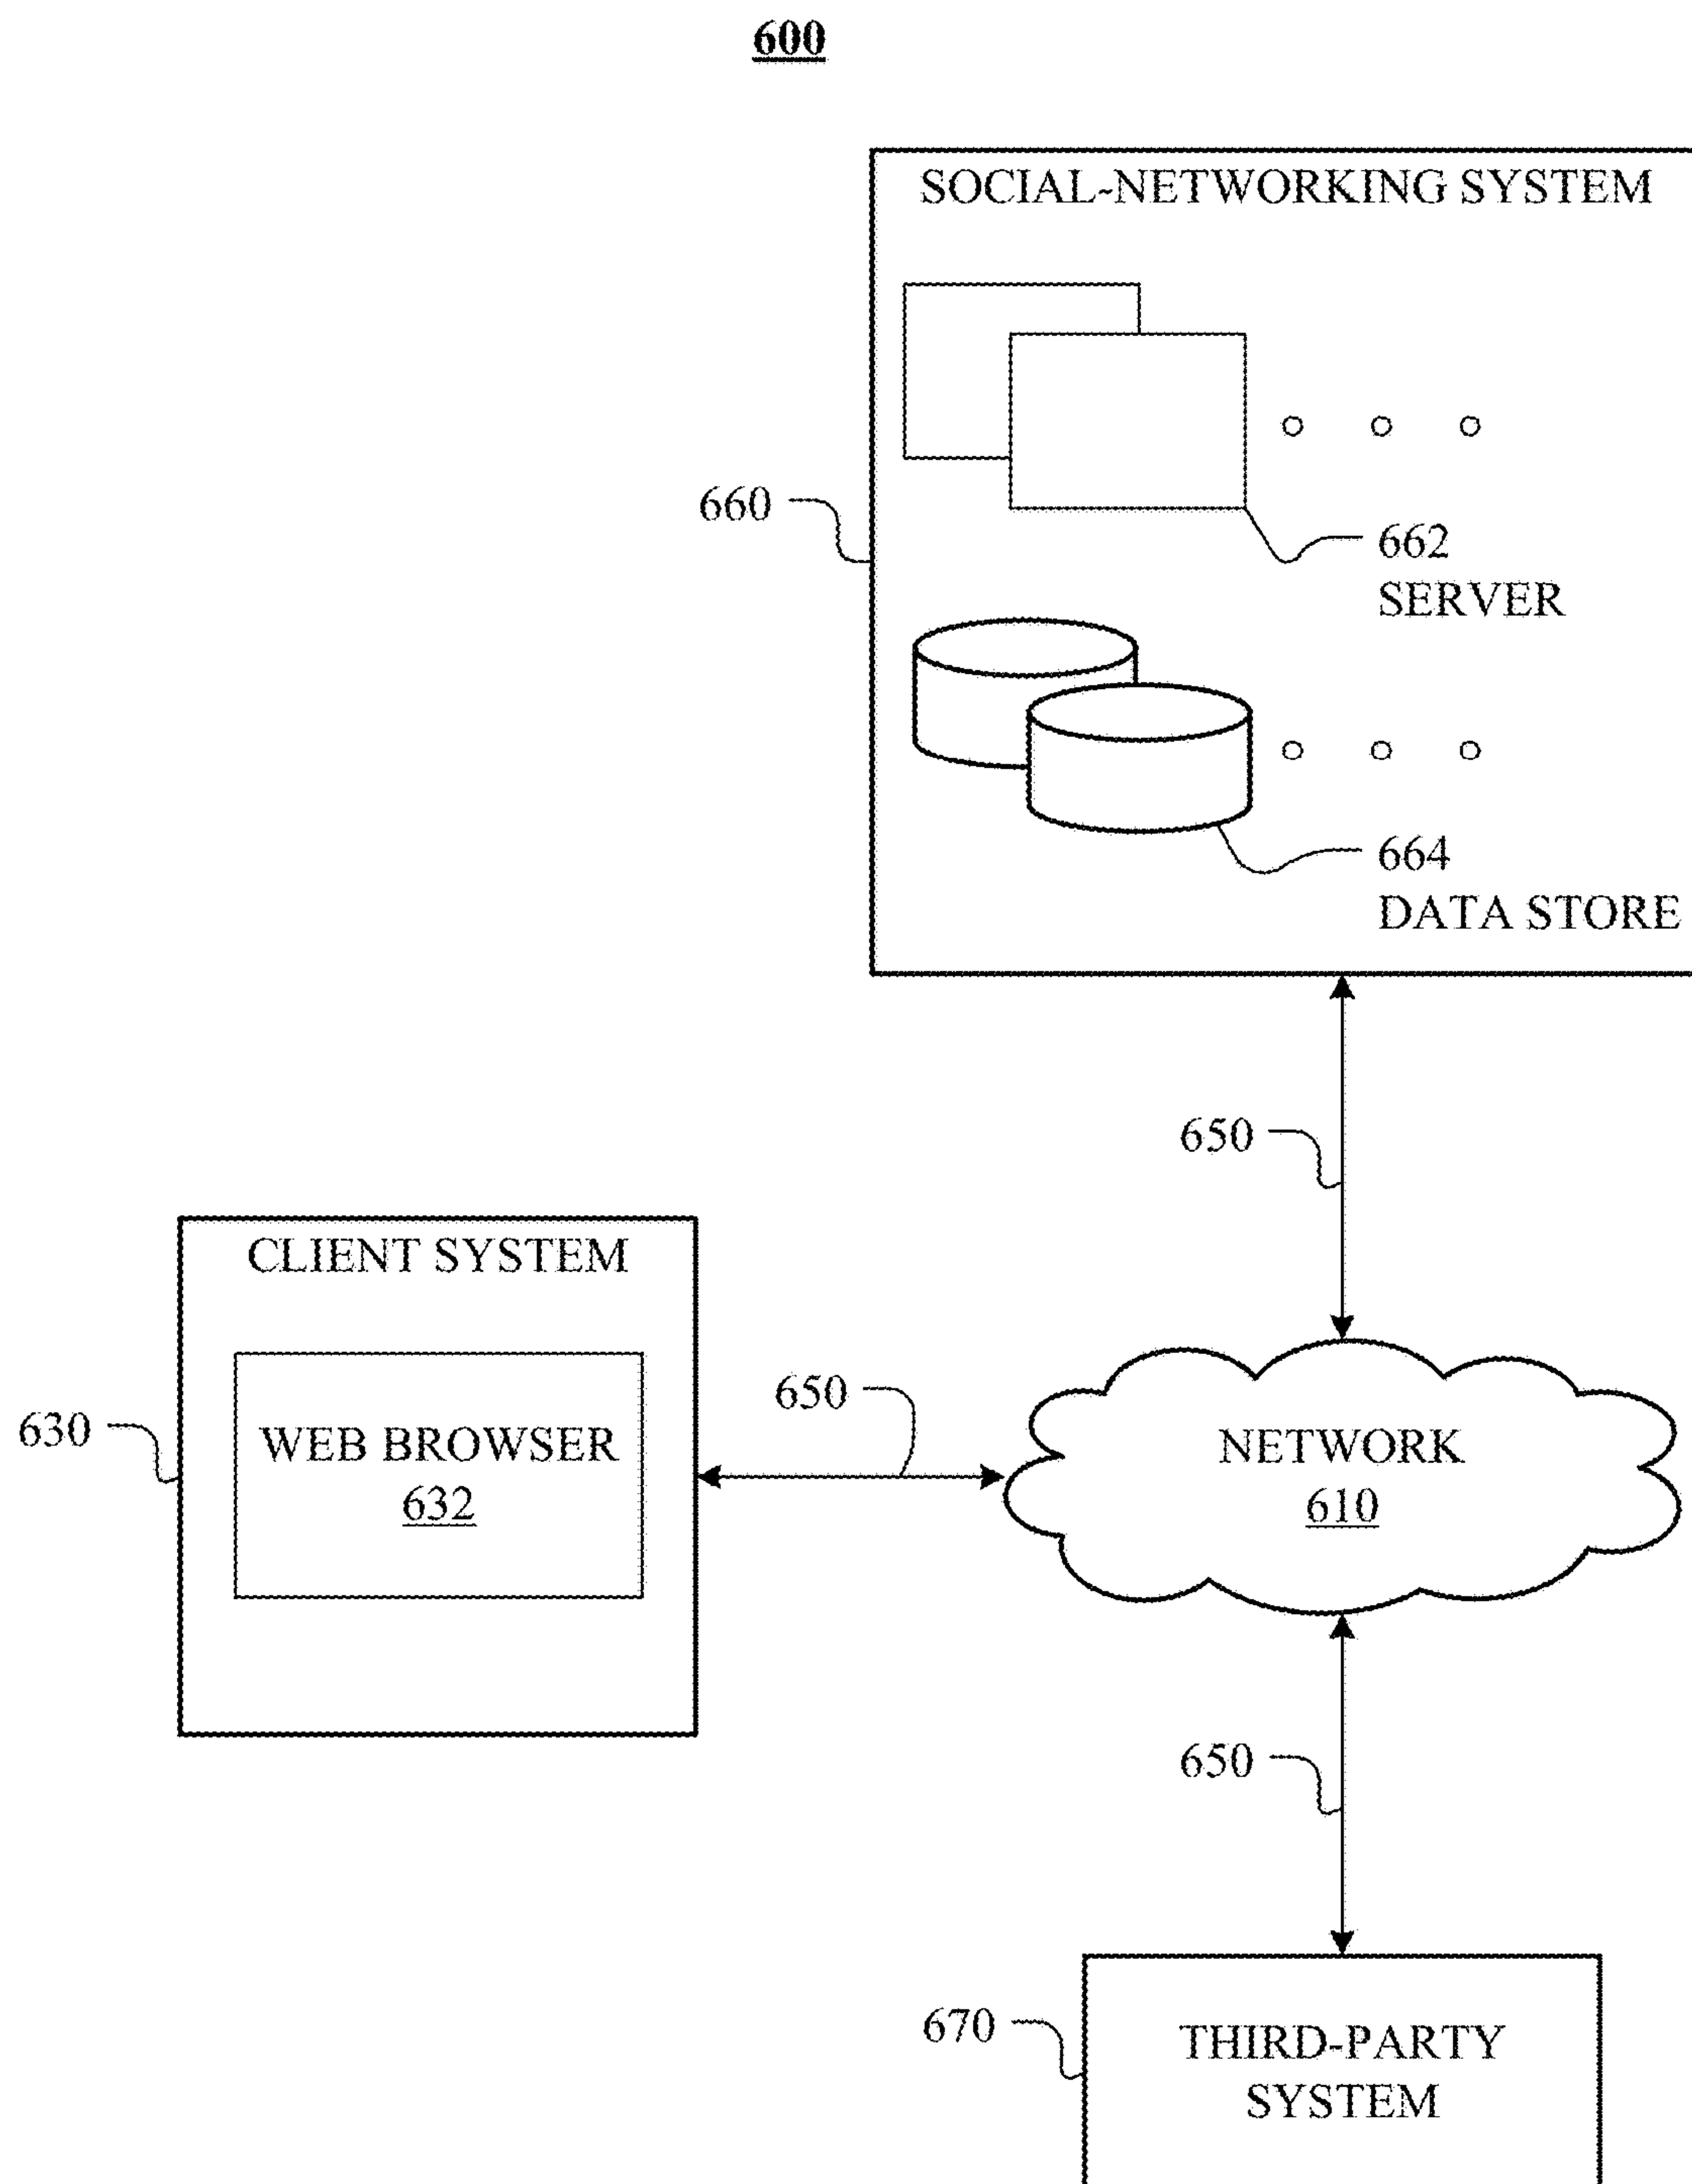 600
SOCIAL-NETWORKING SYSTEM
660
662
SERVER
664
DATA STORE
650
CLIENT SYSTEM
630
WEB BROWSER
632
650
NETWORK
610
650
670
THIRD-PARTY
SYSTEM